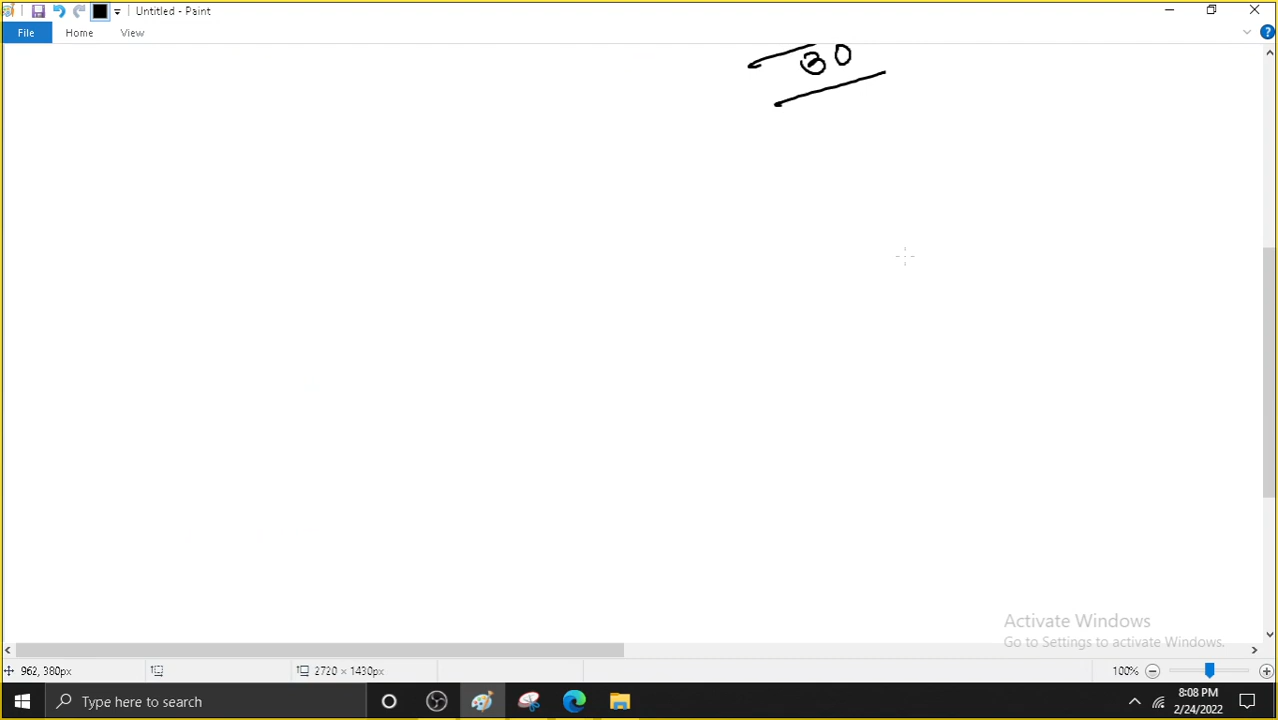 Untitled - Paint
File Home View
30
Activate Windows
Go to Settings to activate Windows.
962, 380px
2720 × 1430px
100%
Type here to search
8:08 PM
2/24/2022